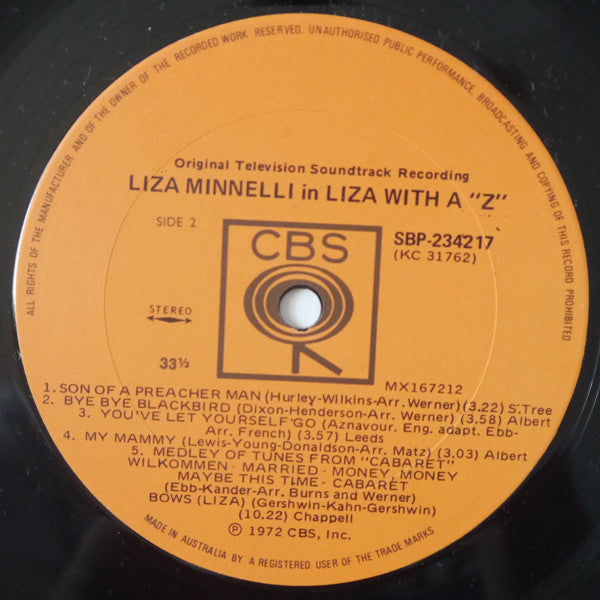 ALL RIGHTS OF THE MANUFACTURER AND OF THE OWNER OF THE RECORDED WORK RESERVED. UNAUTHORISED PUBLIC PERFORMANCE, BROADCASTING AND COPYING OF THIS RECORD PROHIBITED
Original Television Soundtrack Recording
LIZA MINNELLI in LIZA WITH A "Z"
SIDE 2
CBS
SBP-234217
(KC 31762)
STEREO
33⅓
MX167212
1. SON OF A PREACHER MAN (Hurley-Wilkins-Arr. Werner)(3.22) S.Tree
2. BYE BYE BLACKBIRD (Dixon-Henderson-Arr. Werner) (3.58) Albert
3. YOU'VE LET YOURSELF GO (Aznavour. Eng. adapt. Ebb-
Arr. French) (3.57) Leeds
4. MY MAMMY (Lewis-Young-Donaldson-Arr. Matz) (3.03) Albert
5. MEDLEY OF TUNES FROM "CABARET"
WILKOMMEN - MARRIED - MONEY, MONEY
MAYBE THIS TIME - CABARET
(Ebb-Kander-Arr. Burns and Werner)
BOWS (LIZA) (Gershwin-Kahn-Gershwin)
(10.22) Chappell
℗ 1972 CBS, Inc.
MADE IN AUSTRALIA BY A REGISTERED USER OF THE TRADE MARKS